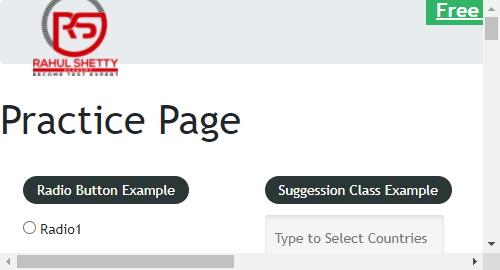 Free
RS
RAHUL SHETTY
BECOME TEST EXPERT
Practice Page
Radio Button Example
Suggession Class Example
Radio1
Type to Select Countries